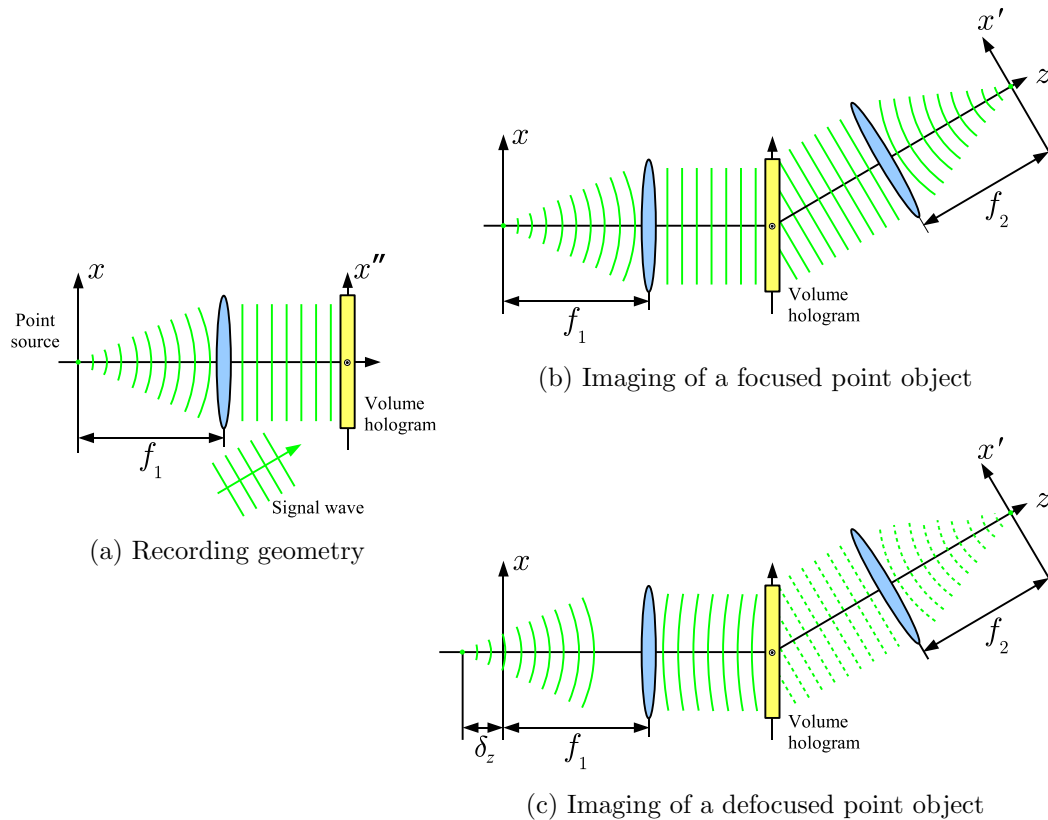 x
x″
Point
source
f₁
Volume
hologram
Signal wave
(a) Recording geometry
x
x′
z
f₁
f₂
Volume
hologram
(b) Imaging of a focused point object
x
x′
z
δ_z
f₁
f₂
Volume
hologram
(c) Imaging of a defocused point object